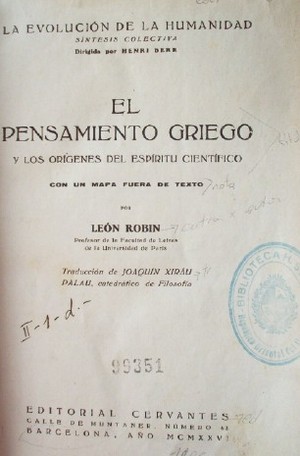 LA EVOLUCIÓN DE LA HUMANIDAD
SÍNTESIS COLECTIVA
Dirigida por HENRI BERR
EL
PENSAMIENTO GRIEGO
Y LOS ORÍGENES DEL ESPÍRITU CIENTÍFICO
CON UN MAPA FUERA DE TEXTO
POR
LEÓN ROBIN
Profesor de la Facultad de Letras
de la Universidad de París
Traducción de JOAQUÍN XIRAU
PALAU, catedrático de Filosofía
BIBLIOTECA
II-1-d.-
99351
EDITORIAL CERVANTES
CALLE DE MUNTANER, NÚMERO
BARCELONA, AÑO MCMXXVI